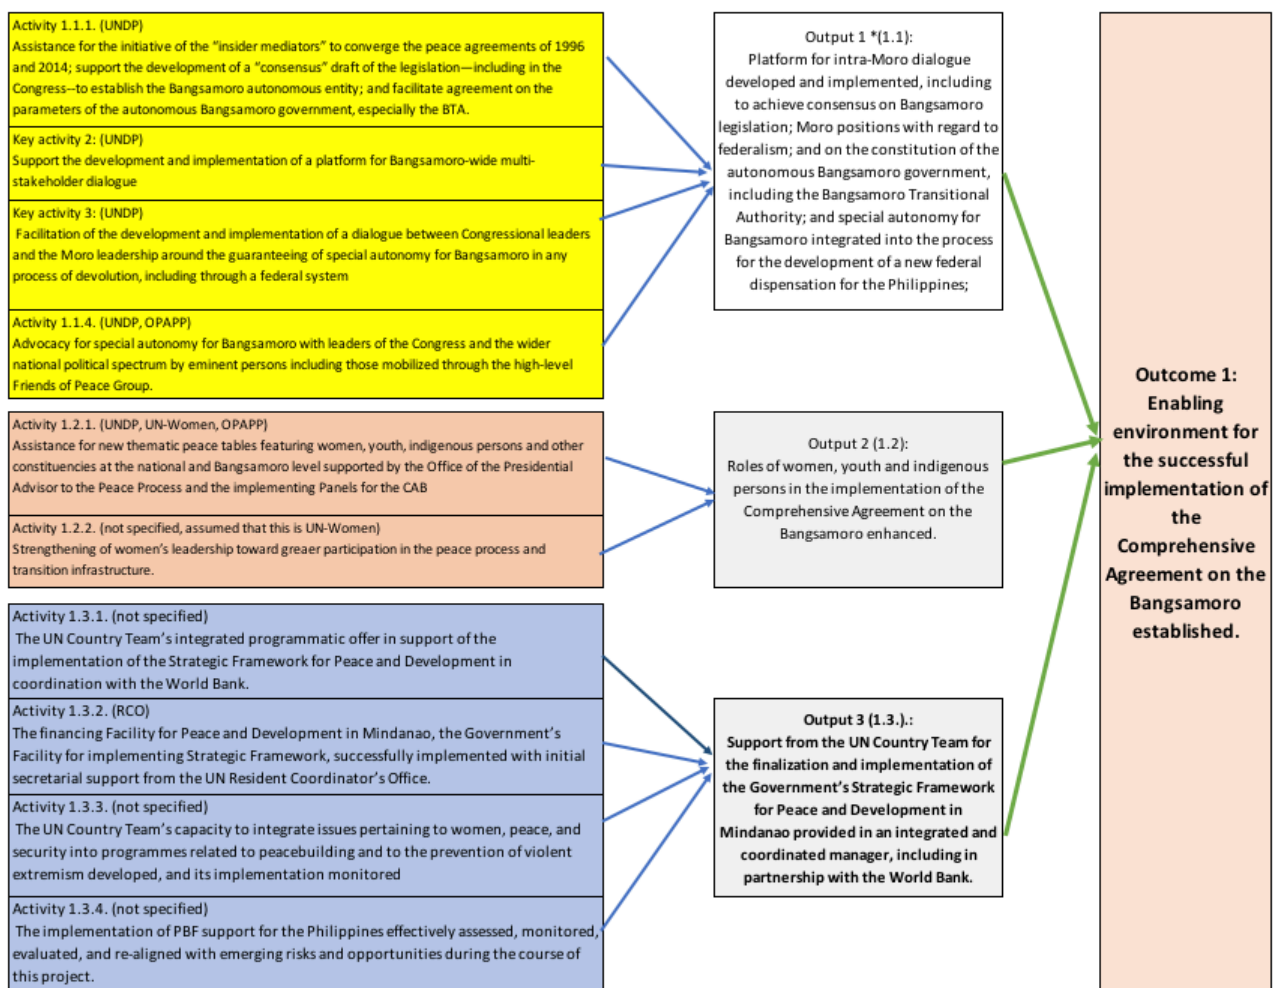 Activity 1.1.1. (UNDP)
Assistance for the initiative of the "insider mediators" to converge the peace agreements of 1996
and 2014; support the development of a "consensus" draft of the legislation—including in the
Congress--to establish the Bangsamoro autonomous entity; and facilitate agreement on the
parameters of the autonomous Bangsamoro government, especially the BTA.
Key activity 2: (UNDP)
Support the development and implementation of a platform for Bangsamoro-wide multi-
stakeholder dialogue
Key activity 3: (UNDP)
Facilitation of the development and implementation of a dialogue between Congressional leaders
and the Moro leadership around the guaranteeing of special autonomy for Bangsamoro in any
process of devolution, including through a federal system
Activity 1.1.4. (UNDP, OPAPP)
Advocacy for special autonomy for Bangsamoro with leaders of the Congress and the wider
national political spectrum by eminent persons including those mobilized through the high-level
Friends of Peace Group.
Activity 1.2.1. (UNDP, UN-Women, OPAPP)
Assistance for new thematic peace tables featuring women, youth, indigenous persons and other
constituencies at the national and Bangsamoro level supported by the Office of the Presidential
Advisor to the Peace Process and the implementing Panels for the CAB
Activity 1.2.2. (not specified, assumed that this is UN-Women)
Strengthening of women's leadership toward greaer participation in the peace process and
transition infrastructure.
Activity 1.3.1. (not specified)
The UN Country Team's integrated programmatic offer in support of the
implementation of the Strategic Framework for Peace and Development in
coordination with the World Bank.
Activity 1.3.2. (RCO)
The financing Facility for Peace and Development in Mindanao, the Government's
Facility for implementing Strategic Framework, successfully implemented with initial
secretarial support from the UN Resident Coordinator's Office.
Activity 1.3.3. (not specified)
The UN Country Team's capacity to integrate issues pertaining to women, peace, and
security into programmes related to peacebuilding and to the prevention of violent
extremism developed, and its implementation monitored
Activity 1.3.4. (not specified)
The implementation of PBF support for the Philippines effectively assessed, monitored,
evaluated, and re-aligned with emerging risks and opportunities during the course of
this project.
Output 1 *(1.1):
Platform for intra-Moro dialogue
developed and implemented, including
to achieve consensus on Bangsamoro
legislation; Moro positions with regard to
federalism; and on the constitution of the
autonomous Bangsamoro government,
including the Bangsamoro Transitional
Authority; and special autonomy for
Bangsamoro integrated into the process
for the development of a new federal
dispensation for the Philippines;
Output 2 (1.2):
Roles of women, youth and indigenous
persons in the implementation of the
Comprehensive Agreement on the
Bangsamoro enhanced.
Output 3 (1.3.).:
Support from the UN Country Team for
the finalization and implementation of
the Government's Strategic Framework
for Peace and Development in
Mindanao provided in an integrated and
coordinated manager, including in
partnership with the World Bank.
Outcome 1:
Enabling
environment for
the successful
implementation of
the
Comprehensive
Agreement on the
Bangsamoro
established.